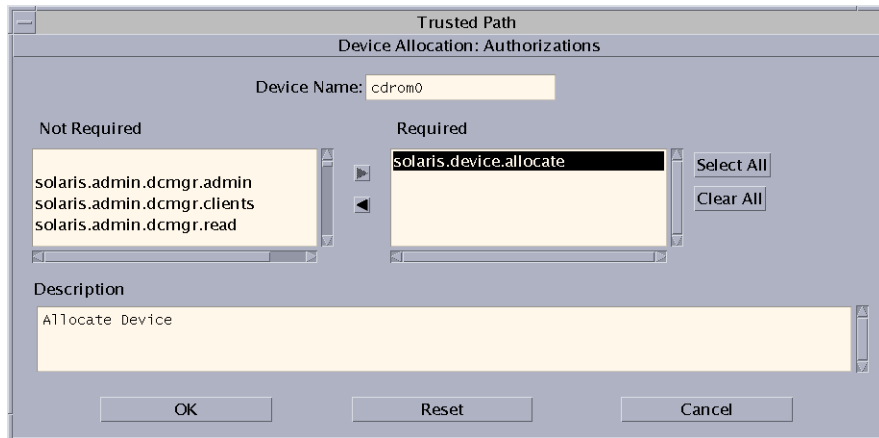 Trusted Path
Device Allocation: Authorizations
Device Name: cdrom0
Not Required
Required
solaris.admin.dcmgr.admin
solaris.admin.dcmgr.clients
solaris.admin.dcmgr.read
solaris.device.allocate
Select All
Clear All
Description
Allocate Device
OK
Reset
Cancel